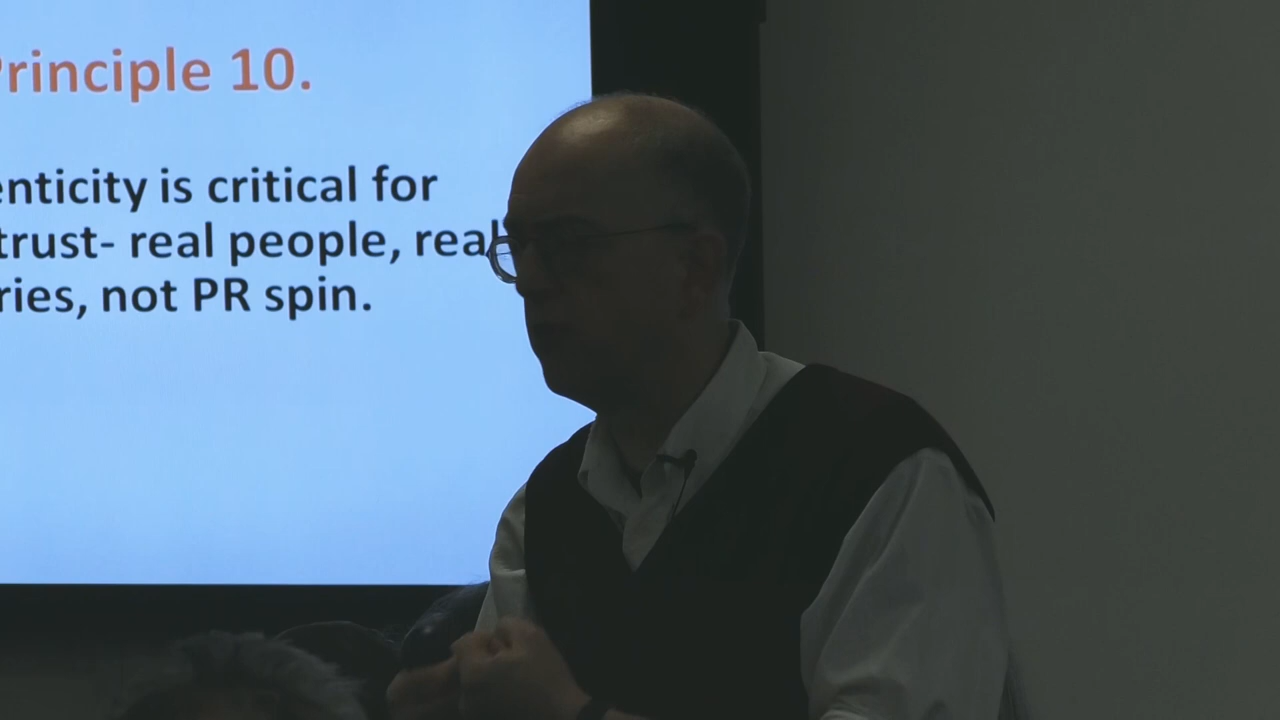 Principle 10.
enticity is critical for
trust- real people, real
ries, not PR spin.